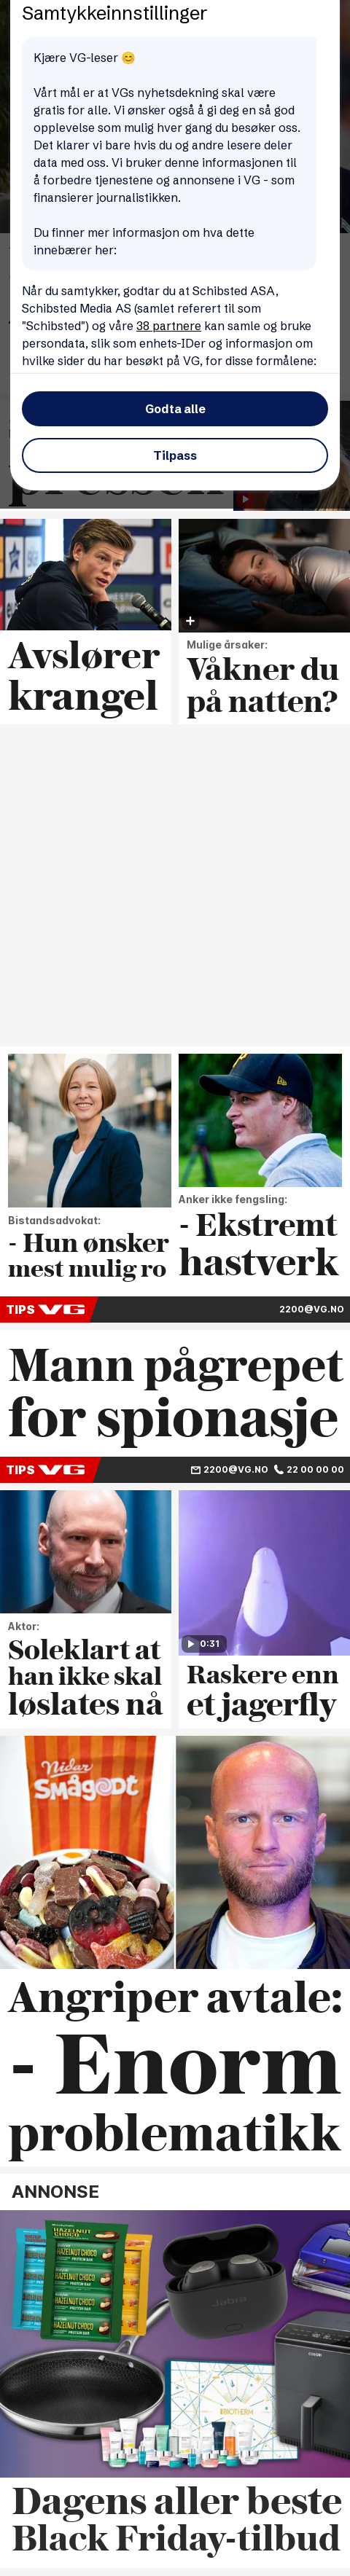 Samtykkeinnstillinger
Kjære VG-leser 😊
Vårt mål er at VGs nyhetsdekning skal være
gratis for alle. Vi ønsker også å gi deg en så god
opplevelse som mulig hver gang du besøker oss.
Det klarer vi bare hvis du og andre lesere deler
data med oss. Vi bruker denne informasjonen til
å forbedre tjenestene og annonsene i VG - som
finansierer journalistikken.
Du finner mer informasjon om hva dette
innebærer her:
Når du samtykker, godtar du at Schibsted ASA,
Schibsted Media AS (samlet referert til som
"Schibsted") og våre 38 partnere kan samle og bruke
persondata, slik som enhets-IDer og informasjon om
hvilke sider du har besøkt på VG, for disse formålene:
Godta alle
Tilpass
pressen
Avslører
krangel
Mulige årsaker:
Våkner du
på natten?
Bistandsadvokat:
- Hun ønsker
mest mulig ro
Anker ikke fengsling:
- Ekstremt
hastverk
TIPS VG 2200@VG.NO
Mann pågrepet
for spionasje
TIPS VG 2200@VG.NO 22 00 00 00
Aktor:
Soleklart at
han ikke skal
løslates nå
0:31
Raskere enn
et jagerfly
Nidar
Smågodt
Angriper avtale:
- Enorm
problematikk
ANNONSE
HAZELNUT
CHOCO
Jabra
BIOTHERM
Dagens aller beste
Black Friday-tilbud